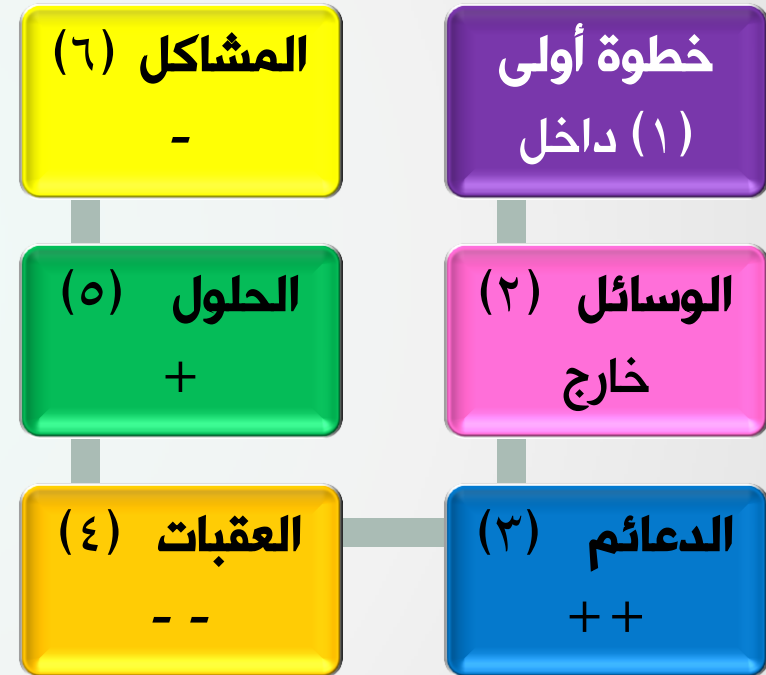 خطوة أولى
(١) داخل
الوسائل (٢)
خارج
الدعائم (٣)
++
العقبات (٤)
- -
الحلول (٥)
+
المشاكل (٦)
-